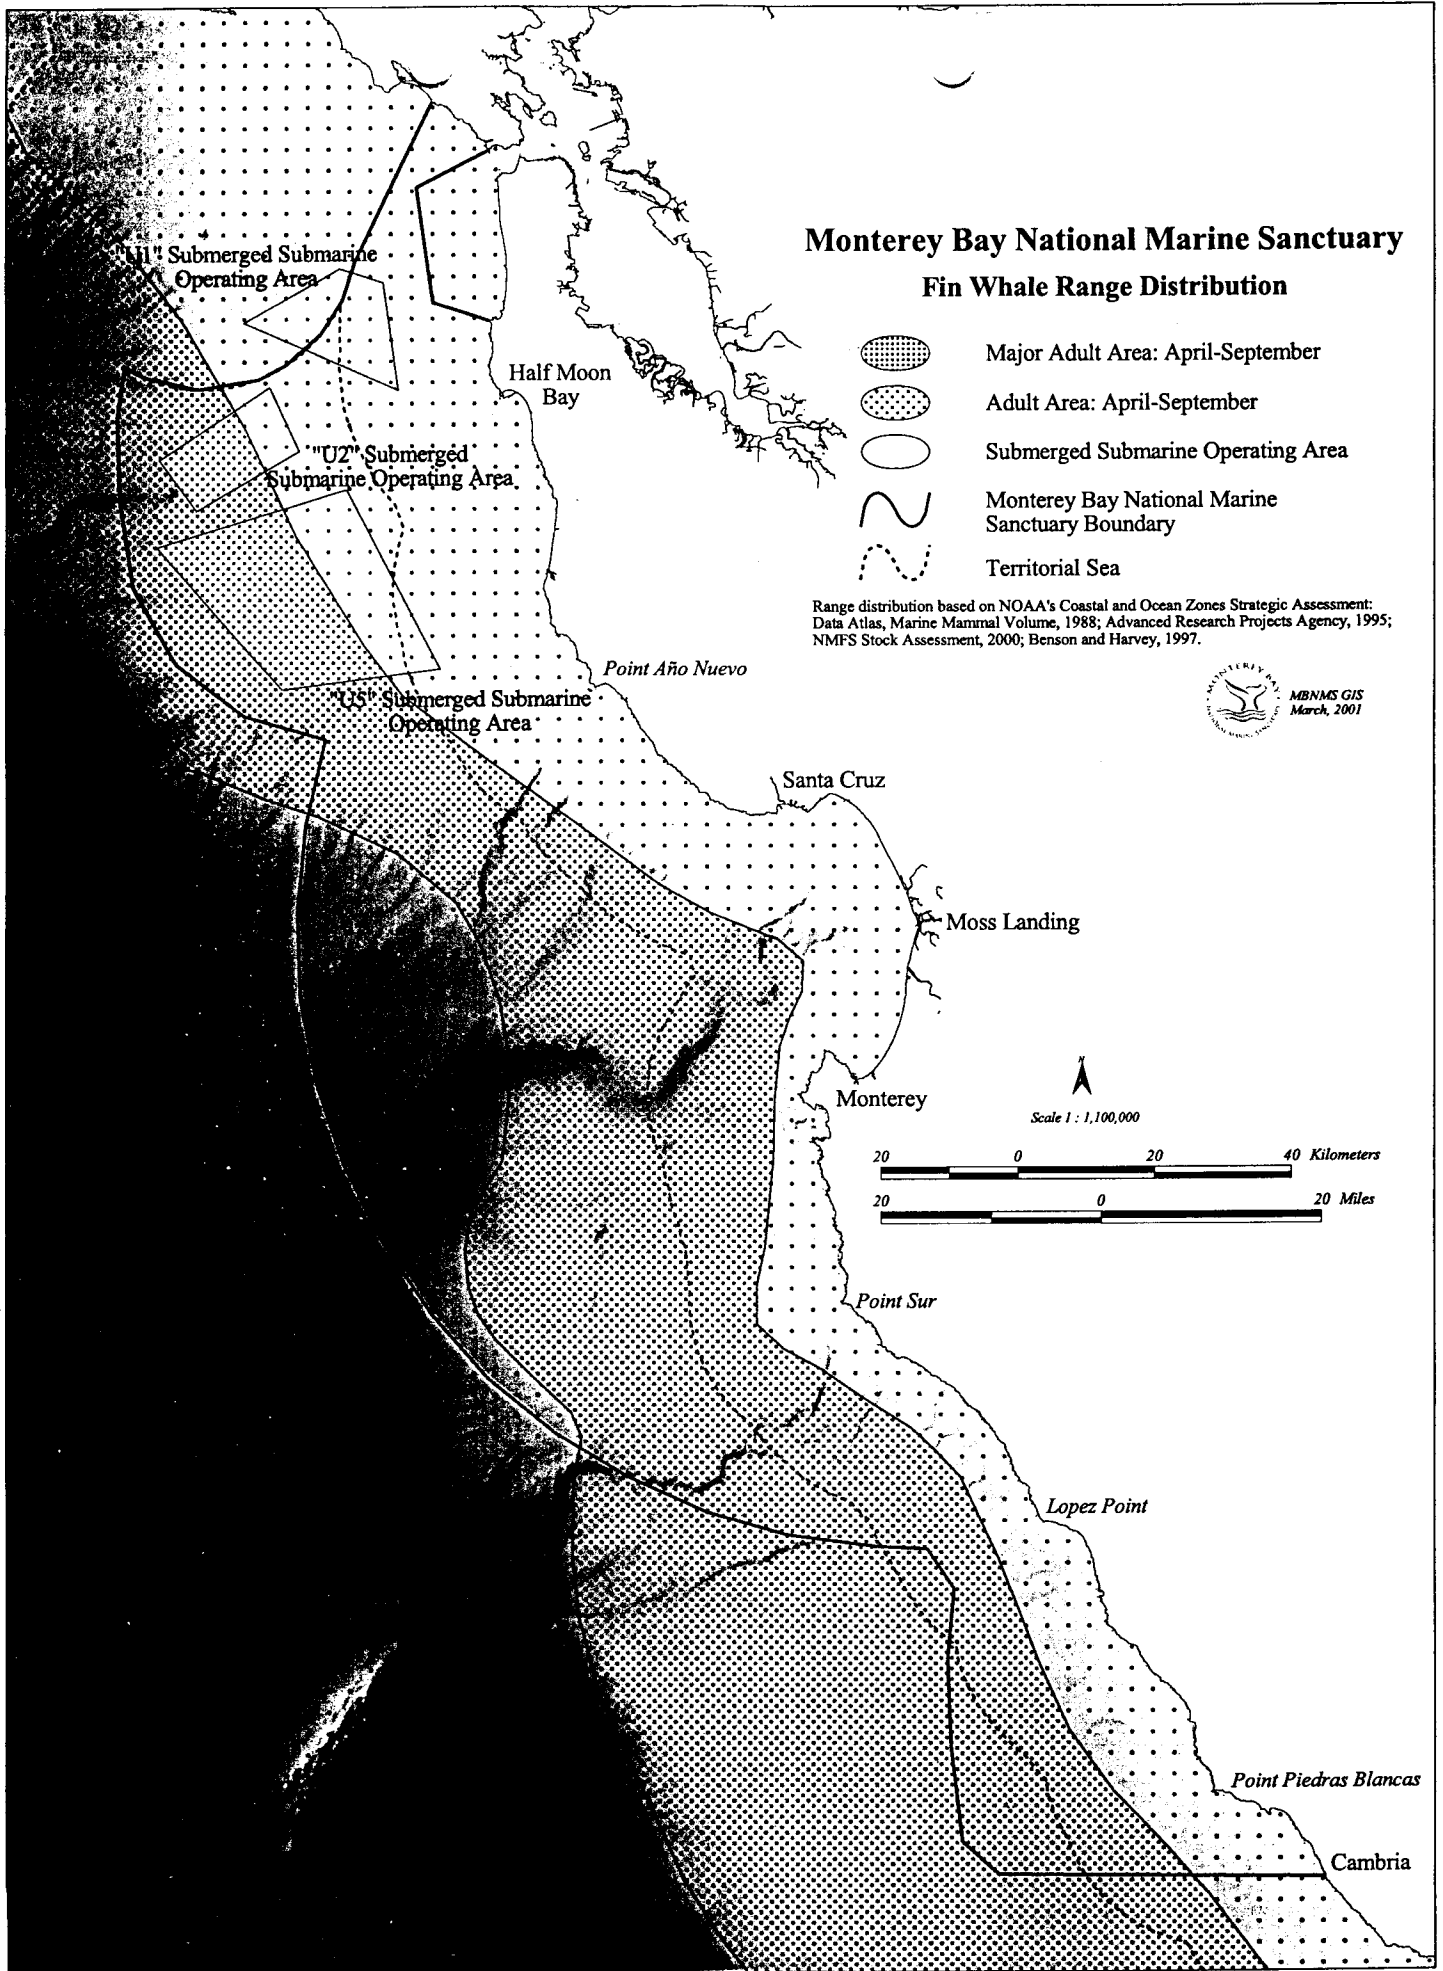 Monterey Bay National Marine Sanctuary
Fin Whale Range Distribution
Major Adult Area: April-September
Adult Area: April-September
Submerged Submarine Operating Area
Monterey Bay National Marine
Sanctuary Boundary
Territorial Sea
Range distribution based on NOAA's Coastal and Ocean Zones Strategic Assessment:
Data Atlas, Marine Mammal Volume, 1988; Advanced Research Projects Agency, 1995;
NMFS Stock Assessment, 2000; Benson and Harvey, 1997.
MONTEREY BAY
MBNMS GIS
March, 2001
"U1" Submerged Submarine
Operating Area
Half Moon
Bay
"U2" Submerged
Submarine Operating Area
Point Año Nuevo
"U5" Submerged Submarine
Operating Area
Santa Cruz
Moss Landing
Monterey
N
Scale 1 : 1,100,000
20 0 20 40 Kilometers
20 0 20 Miles
Point Sur
Lopez Point
Point Piedras Blancas
Cambria